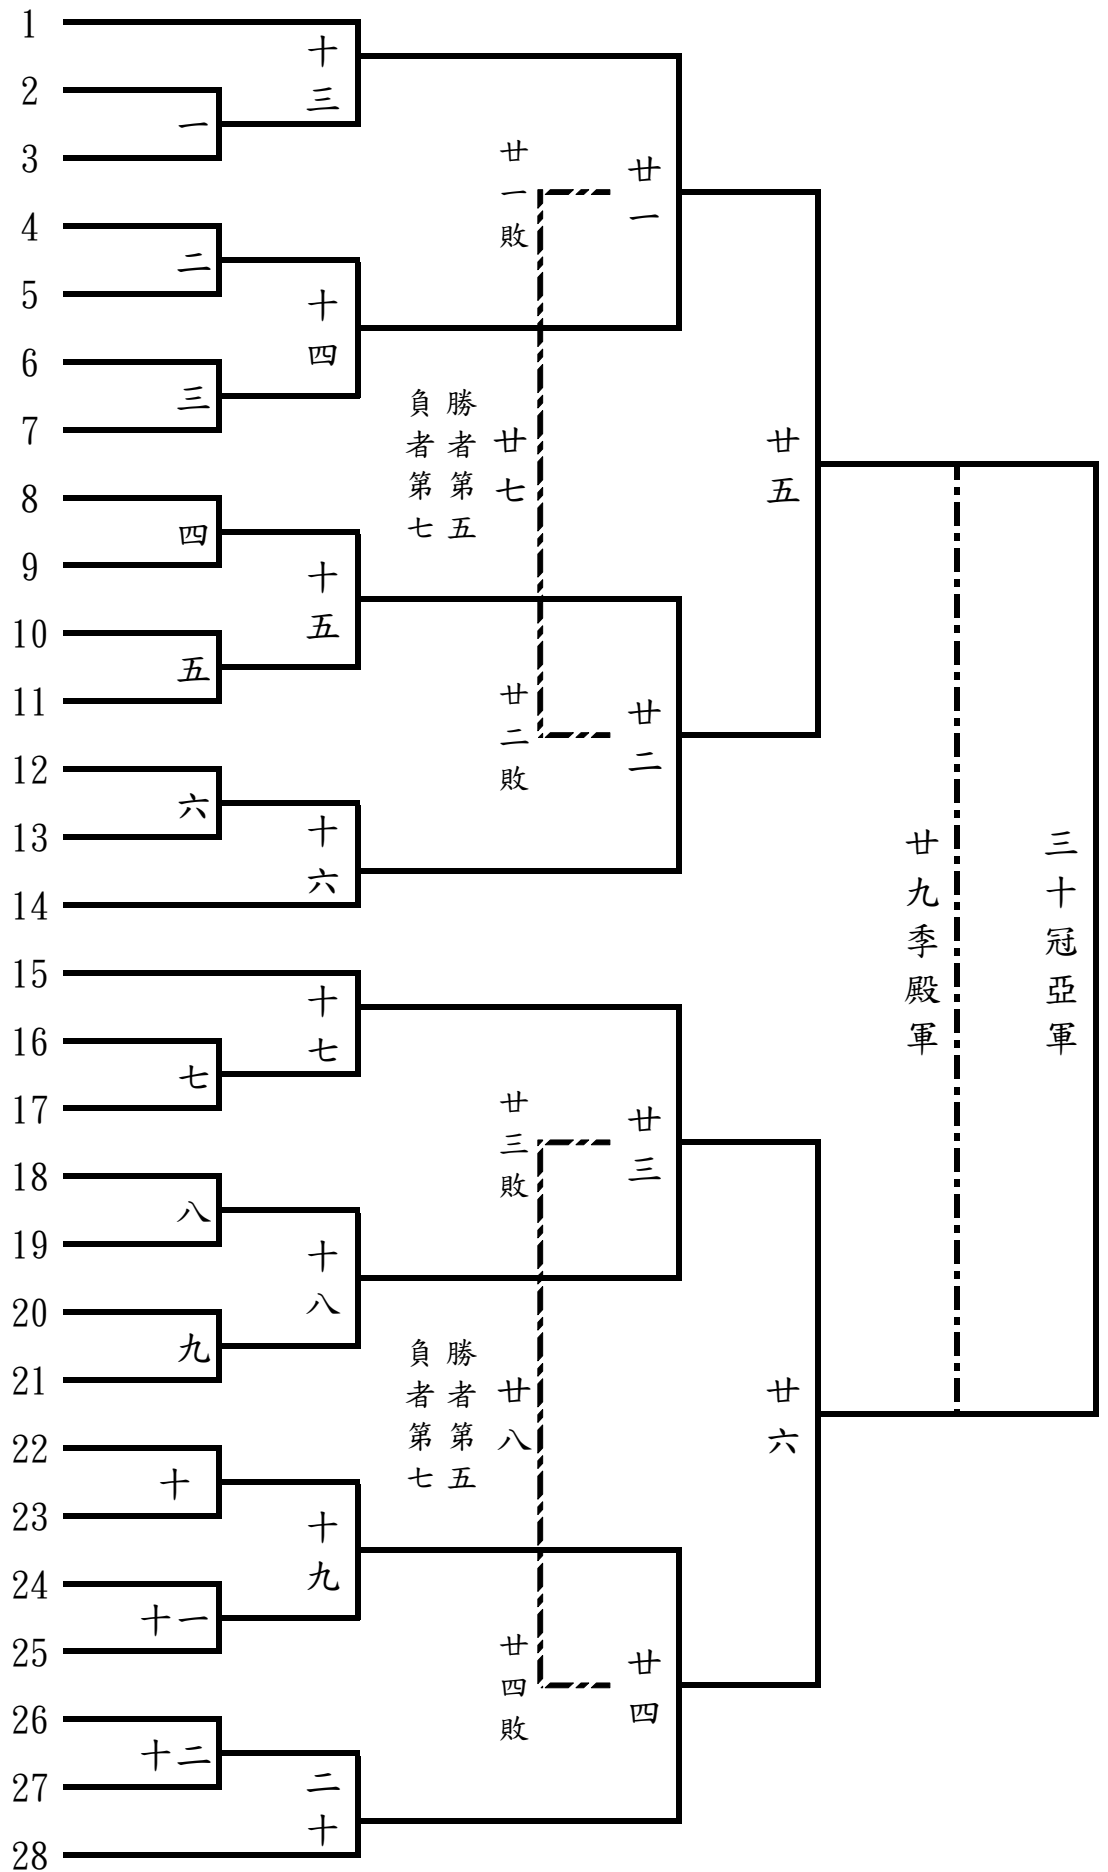 1
2
3
4
5
6
7
8
9
10
11
12
13
14
15
16
17
18
19
20
21
22
23
24
25
26
27
28
一
二
三
四
五
六
七
八
九
十
十一
十二
十三
十四
十五
十六
十七
十八
十九
二十
廿一敗
廿七
勝者第五
負者第七
廿二敗
廿三敗
廿八
勝者第五
負者第七
廿四敗
廿一
廿二
廿三
廿四
廿五
廿六
廿九季殿軍
三十冠亞軍